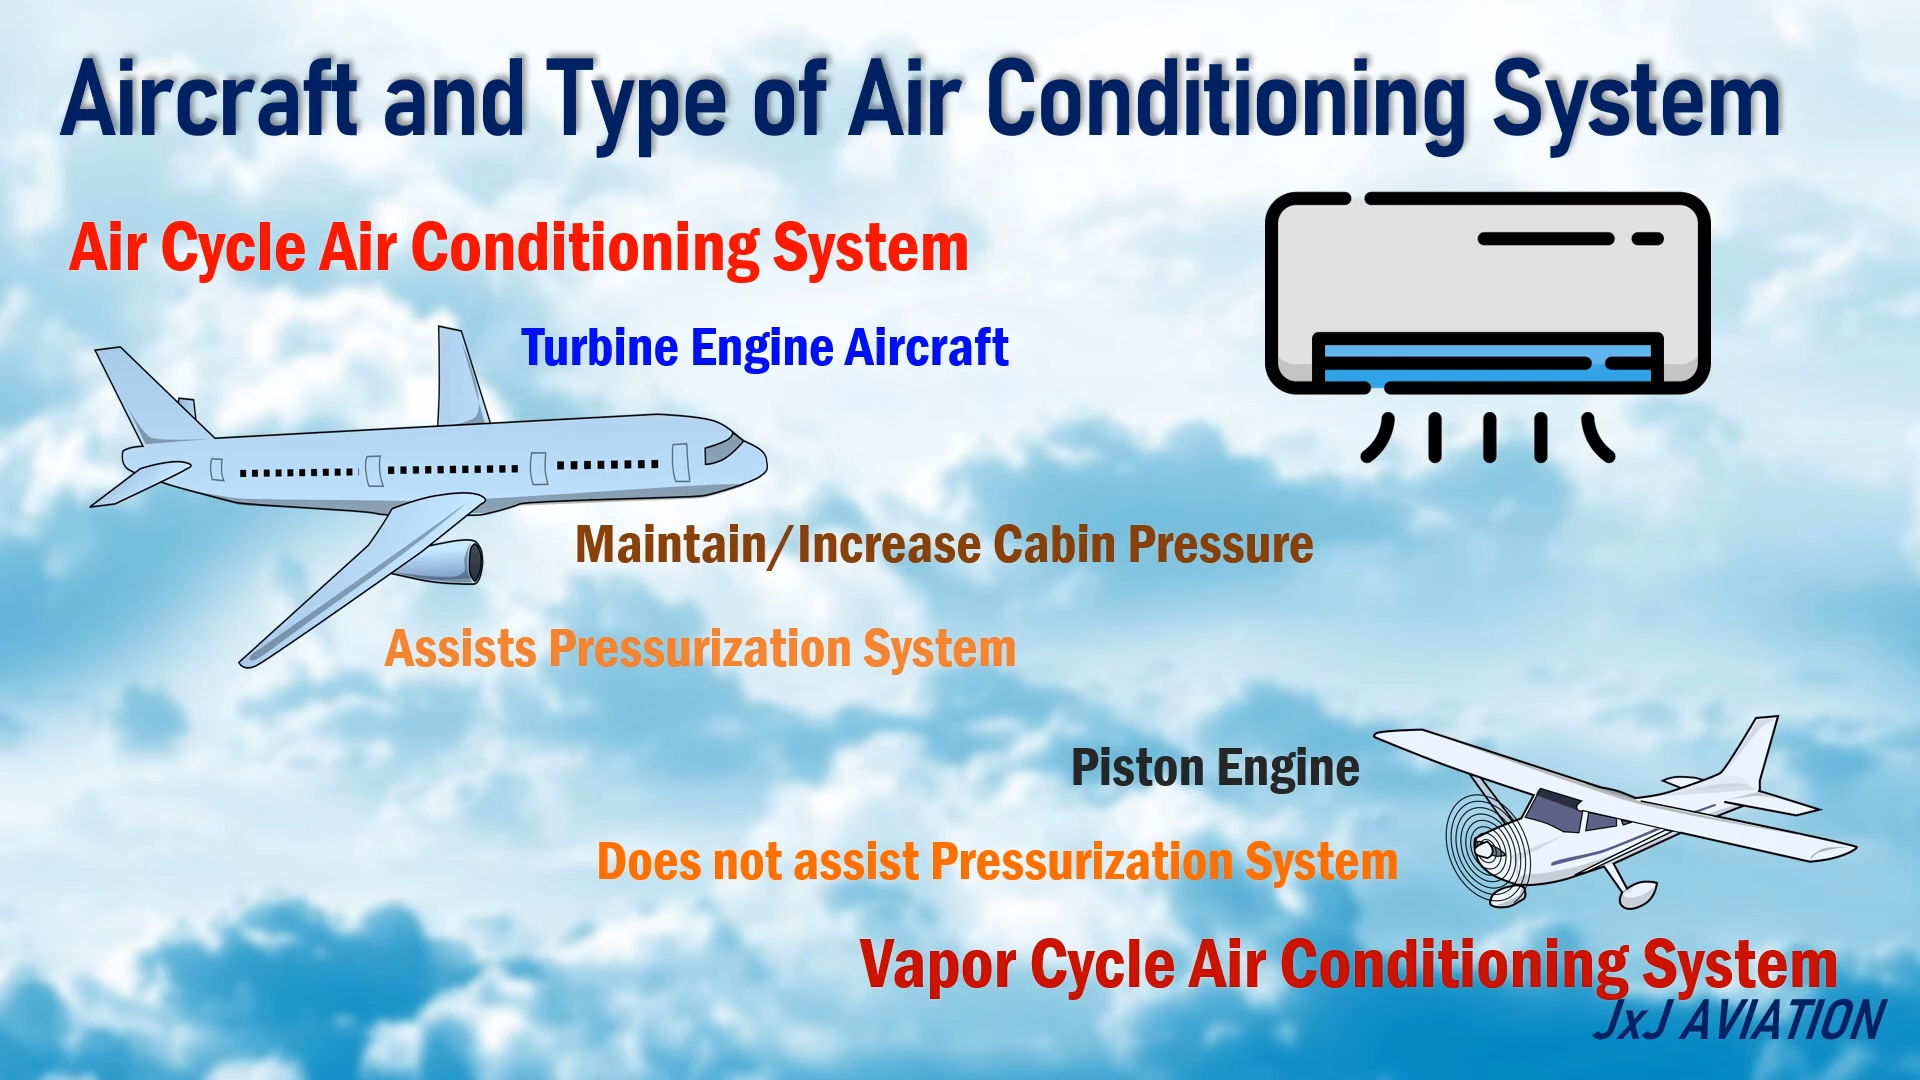 Aircraft and Type of Air Conditioning System
Air Cycle Air Conditioning System
Turbine Engine Aircraft
Maintain/Increase Cabin Pressure
Assists Pressurization System
Piston Engine
Does not assist Pressurization System
Vapor Cycle Air Conditioning System
JxJ AVIATION